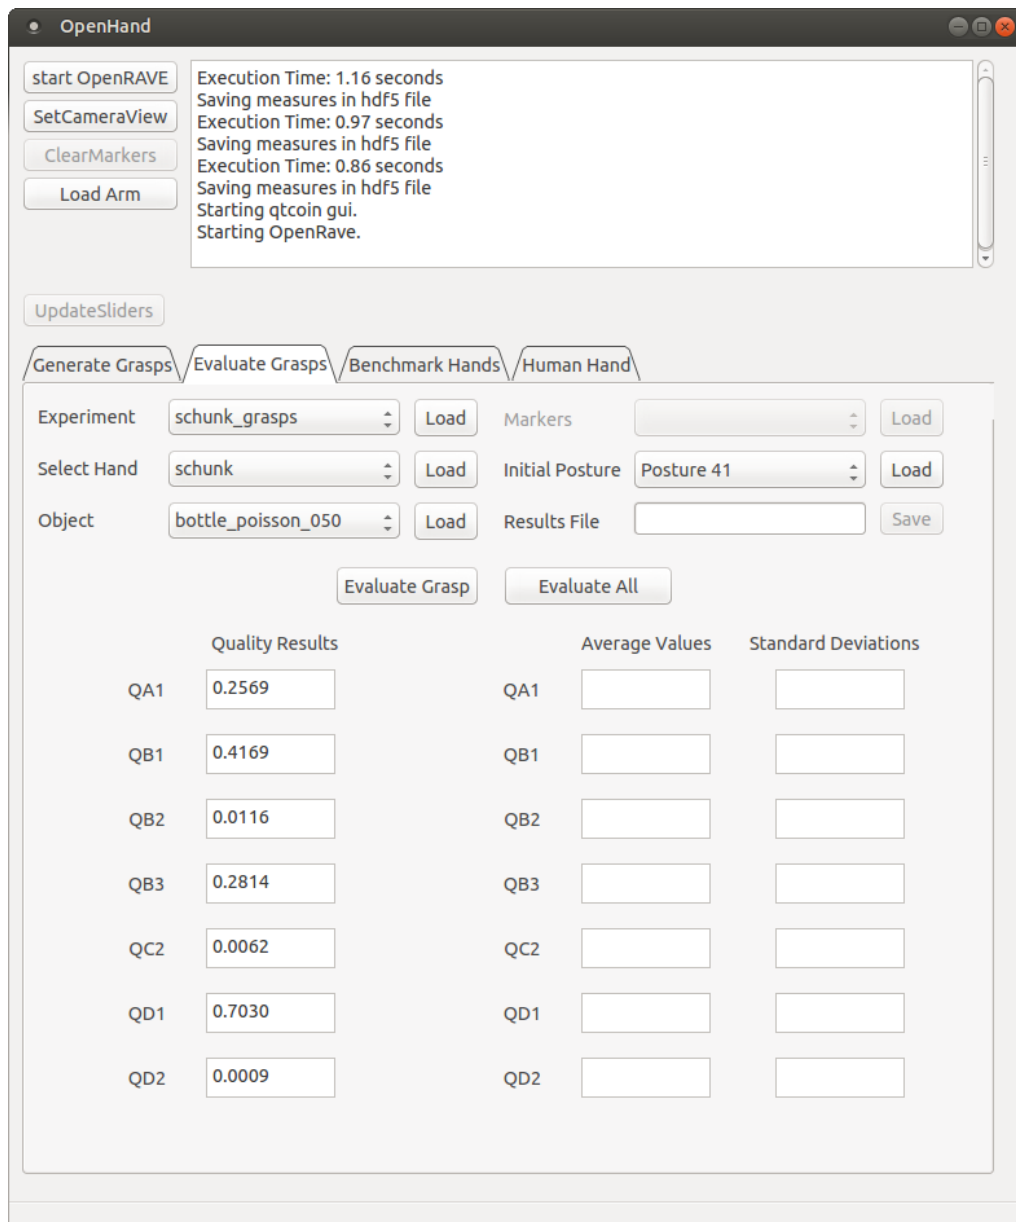 OpenHand
start OpenRAVE
SetCameraView
ClearMarkers
Load Arm
Execution Time: 1.16 seconds
Saving measures in hdf5 file
Execution Time: 0.97 seconds
Saving measures in hdf5 file
Execution Time: 0.86 seconds
Saving measures in hdf5 file
Starting qtcoin gui.
Starting OpenRave.
UpdateSliders
Generate Grasps Evaluate Grasps Benchmark Hands Human Hand
Experiment schunk_grasps Load Markers Load
Select Hand schunk Load Initial Posture Posture 41 Load
Object bottle_poisson_050 Load Results File Save
Evaluate Grasp Evaluate All
Quality Results Average Values Standard Deviations
QA1 0.2569 QA1
QB1 0.4169 QB1
QB2 0.0116 QB2
QB3 0.2814 QB3
QC2 0.0062 QC2
QD1 0.7030 QD1
QD2 0.0009 QD2